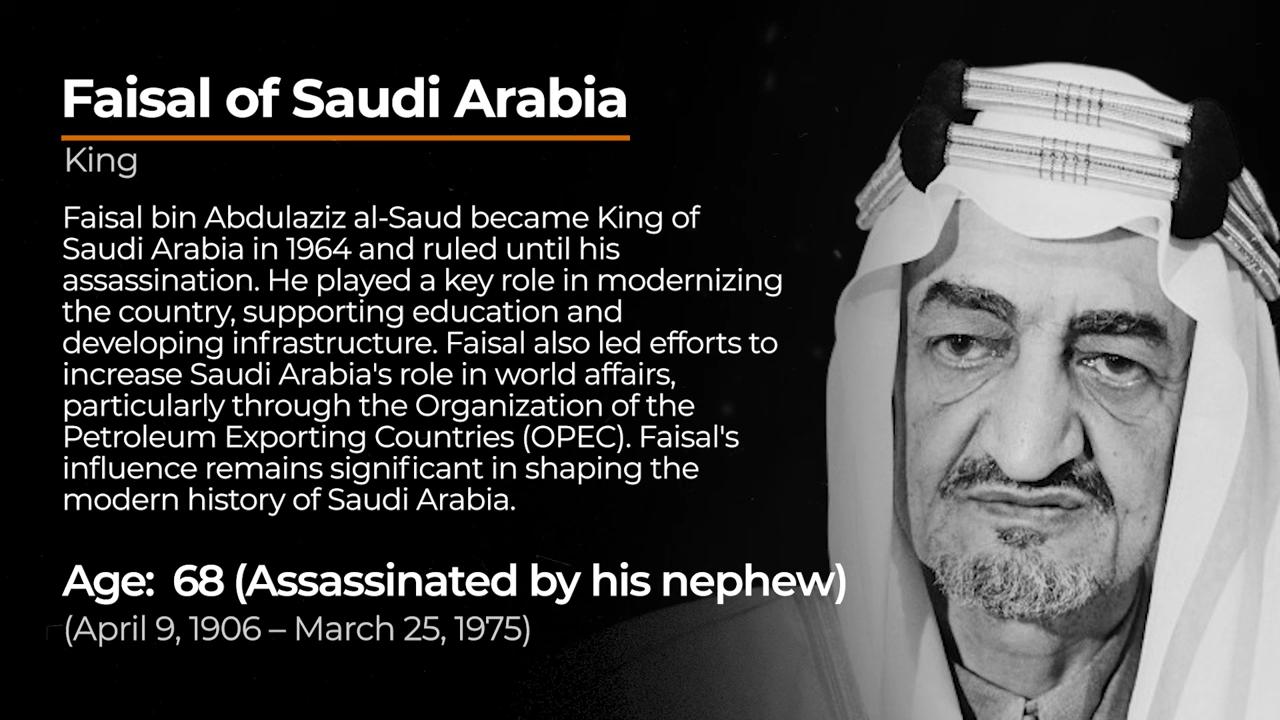 Faisal of Saudi Arabia
King
Faisal bin Abdulaziz al-Saud became King of
Saudi Arabia in 1964 and ruled until his
assassination. He played a key role in modernizing
the country, supporting education and
developing infrastructure. Faisal also led efforts to
increase Saudi Arabia's role in world affairs,
particularly through the Organization of the
Petroleum Exporting Countries (OPEC). Faisal's
influence remains significant in shaping the
modern history of Saudi Arabia.
Age: 68 (Assassinated by his nephew)
(April 9, 1906 – March 25, 1975)